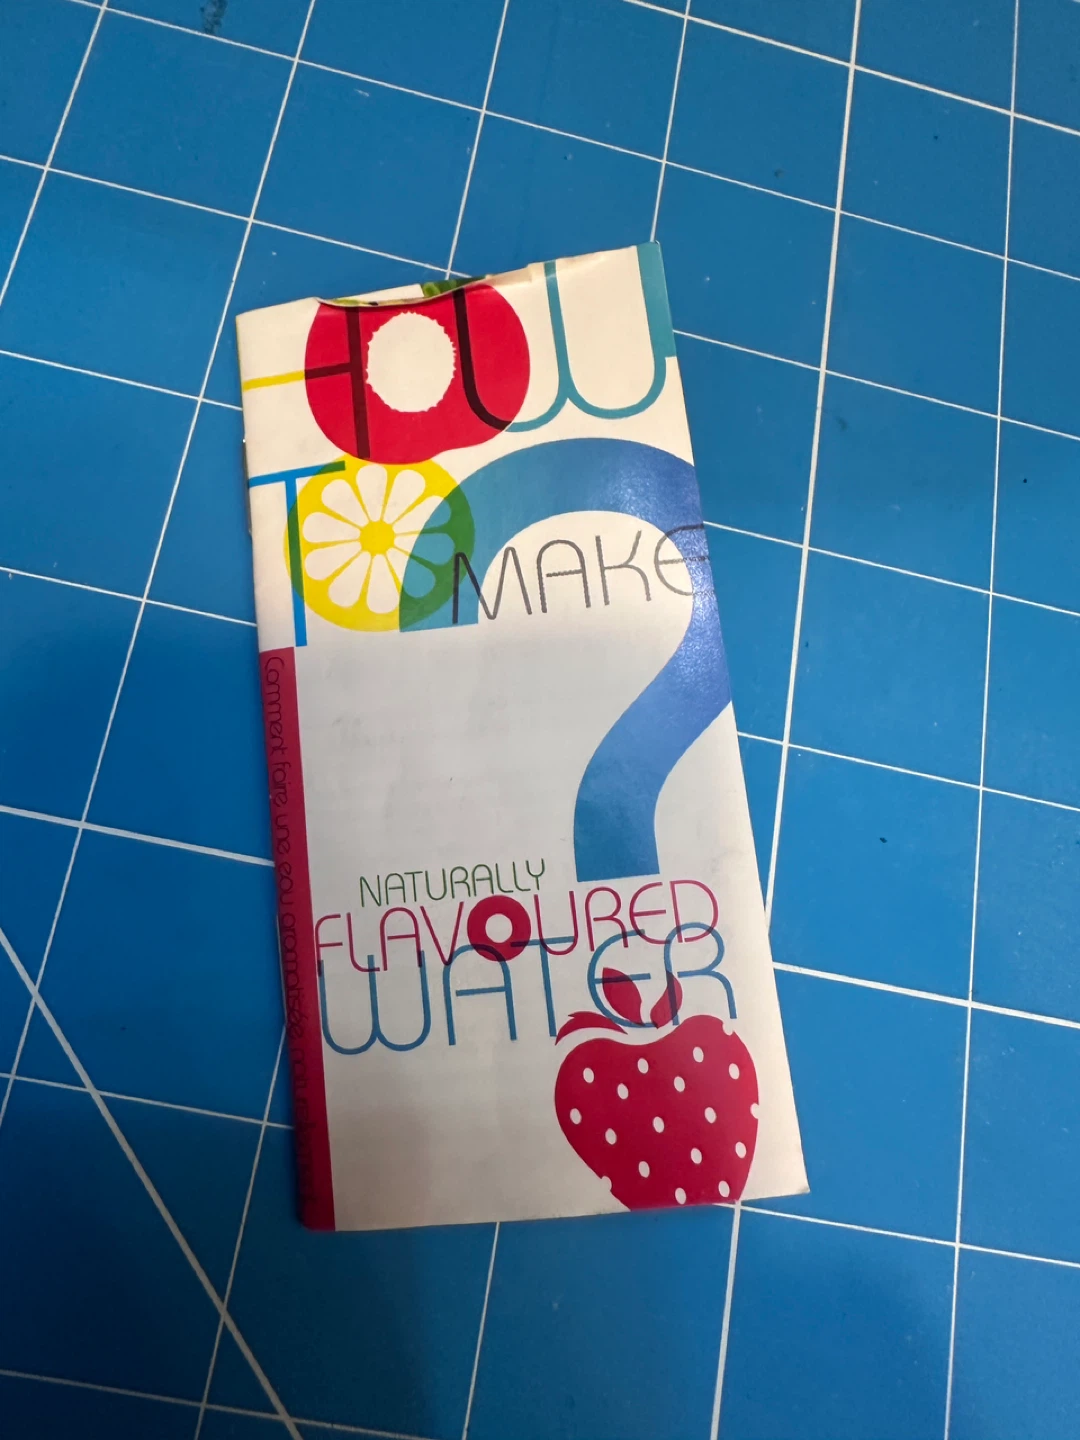 HOW
TO
MAKE
?
NATURALLY
FLAVOURED
WATER
Comment faire une eau aromatisée